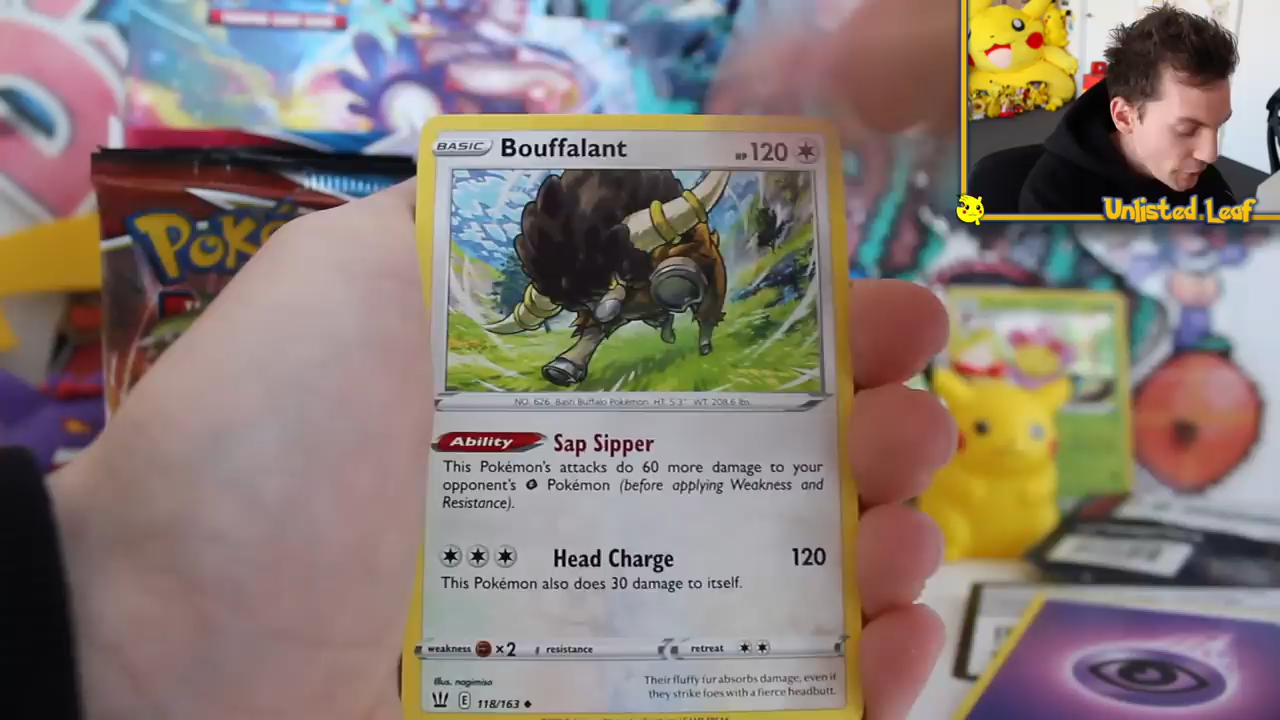 BASIC Bouffalant HP 120
NO. 626 Bash Buffalo Pokémon HT: 5'3" WT: 208.6 lbs.
Ability Sap Sipper
This Pokémon's attacks do 60 more damage to your
opponent's Pokémon (before applying Weakness and
Resistance).
Head Charge 120
This Pokémon also does 30 damage to itself.
weakness ×2 resistance retreat
Illus. nagimiso
Their fluffy fur absorbs damage, even if
they strike foes with a fierce headbutt.
E 118/163
Unlisted Leaf